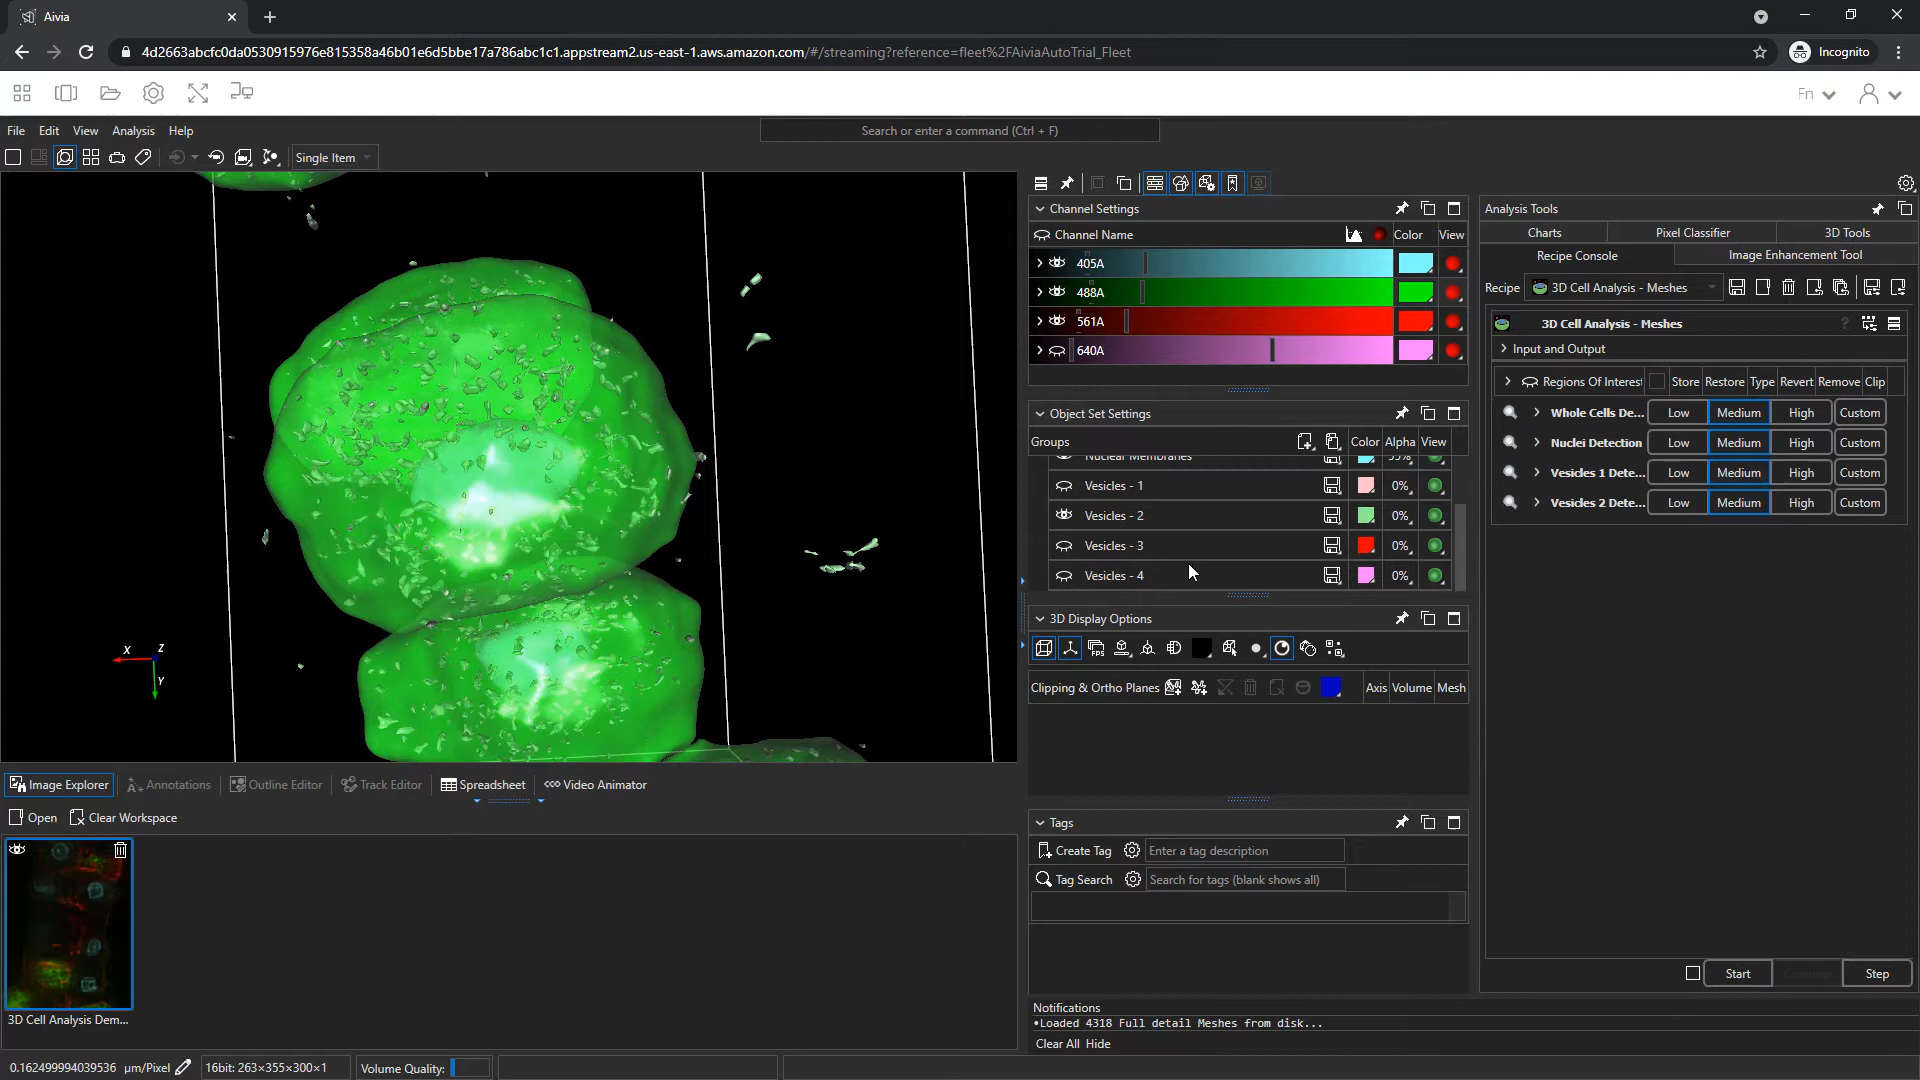 Aivia
4d2663abcfc0da0530915976e815358a46b01e6d5bbe17a786abc1c1.appstream2.us-east-1.aws.amazon.com/#/streaming?reference=fleet%2FAiviaAutoTrial_Fleet
Incognito
Fn
File Edit View Analysis Help
Search or enter a command (Ctrl + F)
Single Item
Channel Settings
Channel Name Color View
405A
488A
561A
640A
Object Set Settings
Groups Color Alpha View
Nuclear Membranes
Vesicles - 1 0%
Vesicles - 2 0%
Vesicles - 3 0%
Vesicles - 4 0%
3D Display Options
FPS
Clipping & Ortho Planes Axis Volume Mesh
Tags
Create Tag Enter a tag description
Tag Search Search for tags (blank shows all)
Notifications
•Loaded 4318 Full detail Meshes from disk...
Clear All Hide
Analysis Tools
Charts Pixel Classifier 3D Tools
Recipe Console Image Enhancement Tool
Recipe 3D Cell Analysis - Meshes
3D Cell Analysis - Meshes ?
Input and Output
Regions Of Interest Store Restore Type Revert Remove Clip
Whole Cells De... Low Medium High Custom
Nuclei Detection Low Medium High Custom
Vesicles 1 Dete... Low Medium High Custom
Vesicles 2 Dete... Low Medium High Custom
Start Step
X Z
Y
Image Explorer Annotations Outline Editor Track Editor Spreadsheet Video Animator
Open Clear Workspace
3D Cell Analysis Dem...
0.162499994039536 µm/Pixel 16bit: 263×355×300×1 Volume Quality: